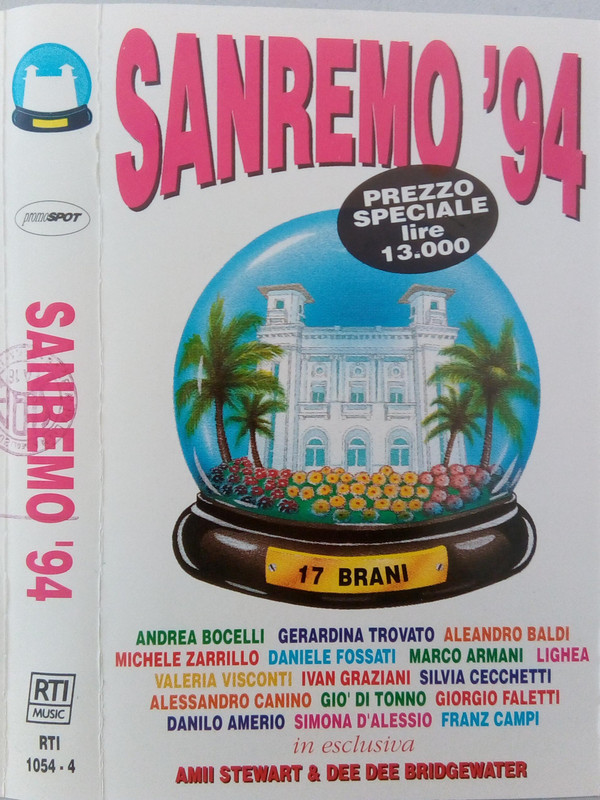 SANREMO '94
PREZZO
SPECIALE
lire
13.000
17 BRANI
ANDREA BOCELLI GERARDINA TROVATO ALEANDRO BALDI
MICHELE ZARRILLO DANIELE FOSSATI MARCO ARMANI LIGHEA
VALERIA VISCONTI IVAN GRAZIANI SILVIA CECCHETTI
ALESSANDRO CANINO GIO' DI TONNO GIORGIO FALETTI
DANILO AMERIO SIMONA D'ALESSIO FRANZ CAMPI
in esclusiva
AMII STEWART & DEE DEE BRIDGEWATER
promoSPOT
SANREMO '94
RTI
MUSIC
RTI
1054 - 4